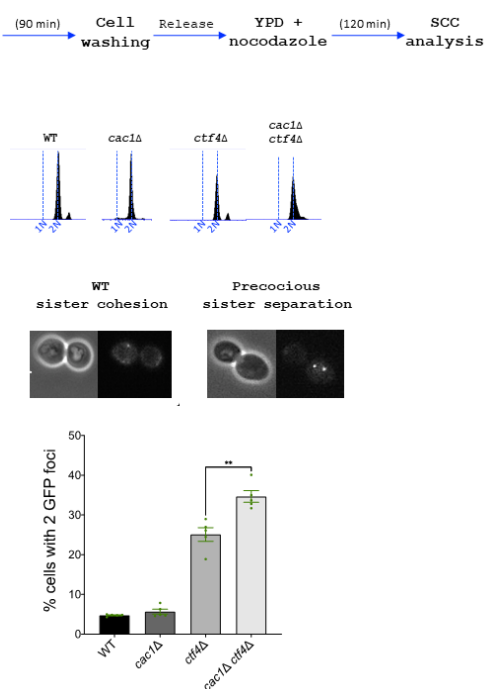 (90 min) Cell washing Release YPD + nocodazole (120 min) SCC analysis
WT cac1Δ ctf4Δ cac1Δ ctf4Δ
1N 2N 1N 2N 1N 2N 1N 2N
WT sister cohesion
Precocious sister separation
% cells with 2 GFP foci
50
40
30
20
10
0
**
WT cac1Δ ctf4Δ cac1Δ ctf4Δ